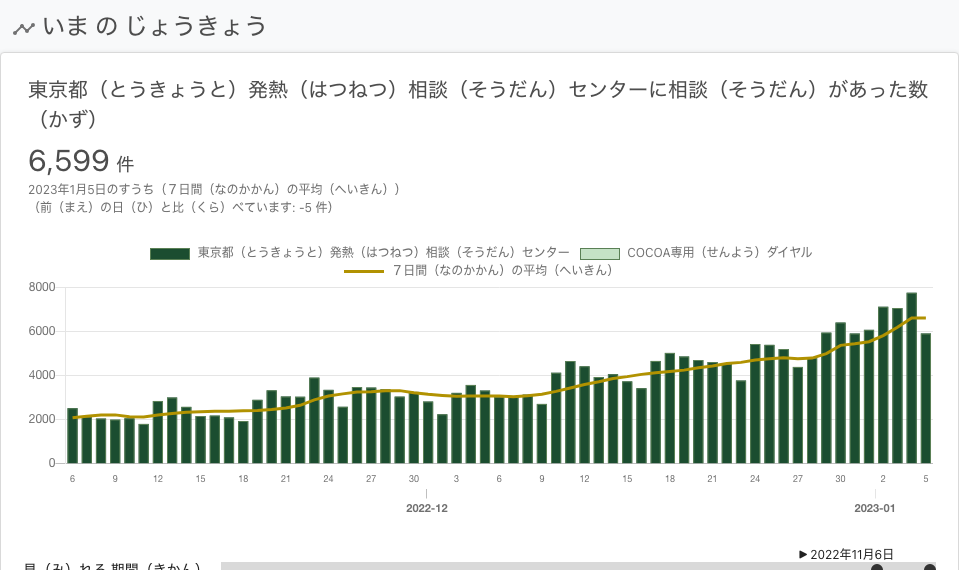 いま の じょうきょう
東京都（とうきょうと）発熱（はつねつ）相談（そうだん）センターに相談（そうだん）があった数
（かず）
6,599 件
2023年1月5日のすうち（７日間（なのかかん）の平均（へいきん））
（前（まえ）の日（ひ）と比（くら）べています: -5 件）
東京都（とうきょうと）発熱（はつねつ）相談（そうだん）センター COCOA専用（せんよう）ダイヤル
７日間（なのかかん）の平均（へいきん）
8000
6000
4000
2000
0
6 9 12 15 18 21 24 27 30 3 6 9 12 15 18 21 24 27 30 2 5
2022-12 2023-01
▶ 2022年11月6日
見（み）れる 期間（きかん）